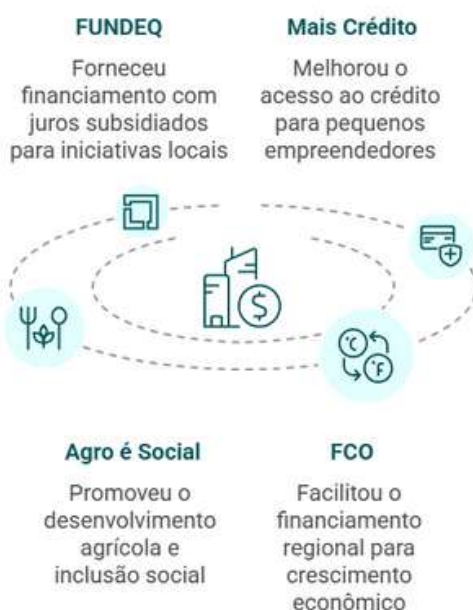 FUNDEQ
Forneceu
financiamento com
juros subsidiados
para iniciativas locais
Mais Crédito
Melhorou o
acesso ao crédito
para pequenos
empreendedores
$
°C
°F
Agro é Social
Promoveu o
desenvolvimento
agrícola e
inclusão social
FCO
Facilitou o
financiamento
regional para
crescimento
econômico